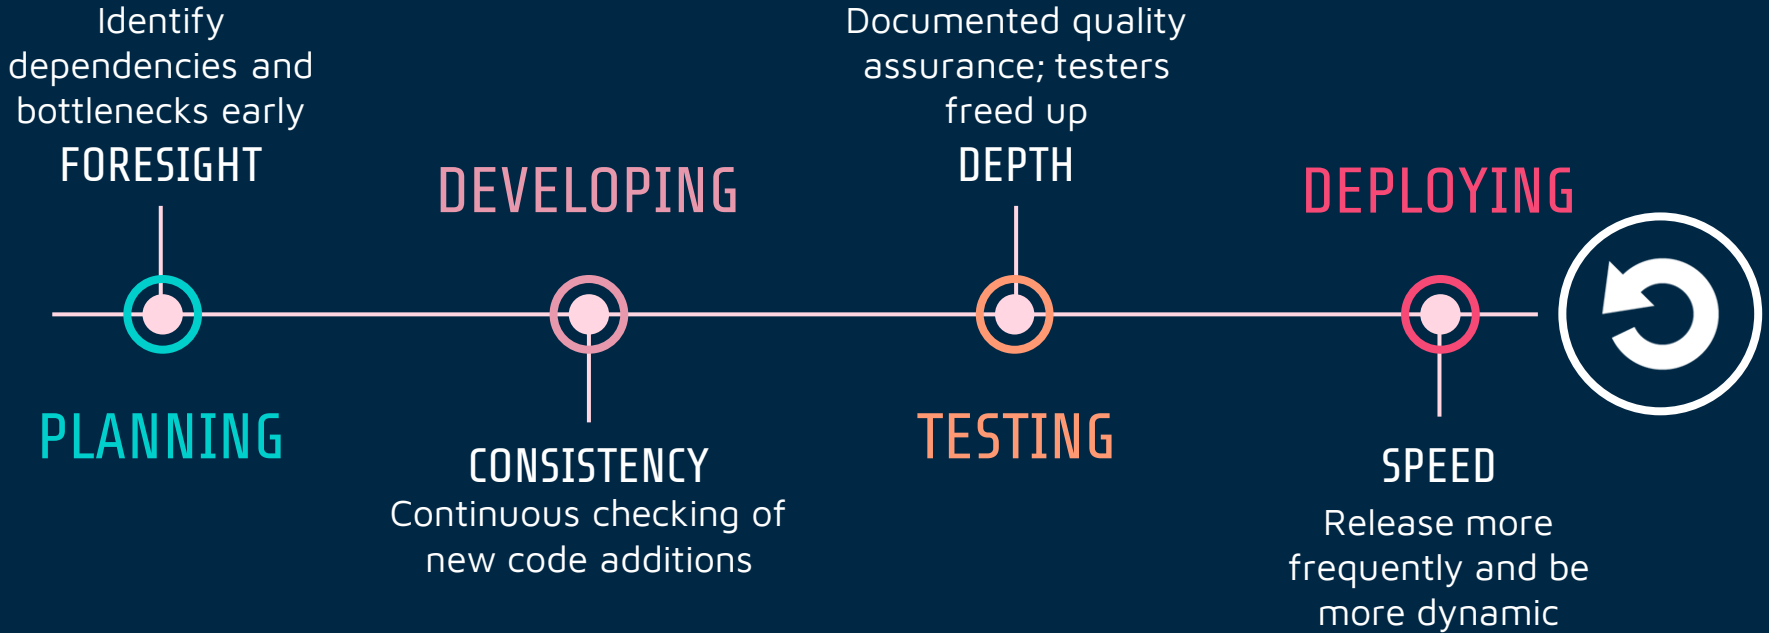 Identify
dependencies and
bottlenecks early
FORESIGHT
PLANNING
DEVELOPING
CONSISTENCY
Continuous checking of
new code additions
Documented quality
assurance; testers
freed up
DEPTH
TESTING
DEPLOYING
SPEED
Release more
frequently and be
more dynamic